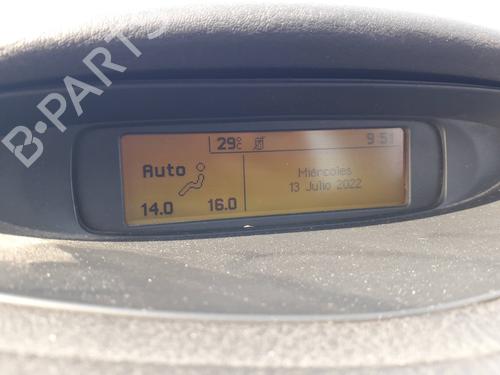 B-PARTS
29°C 9:51
Auto
Miércoles
13 Julio 2022
14.0 16.0